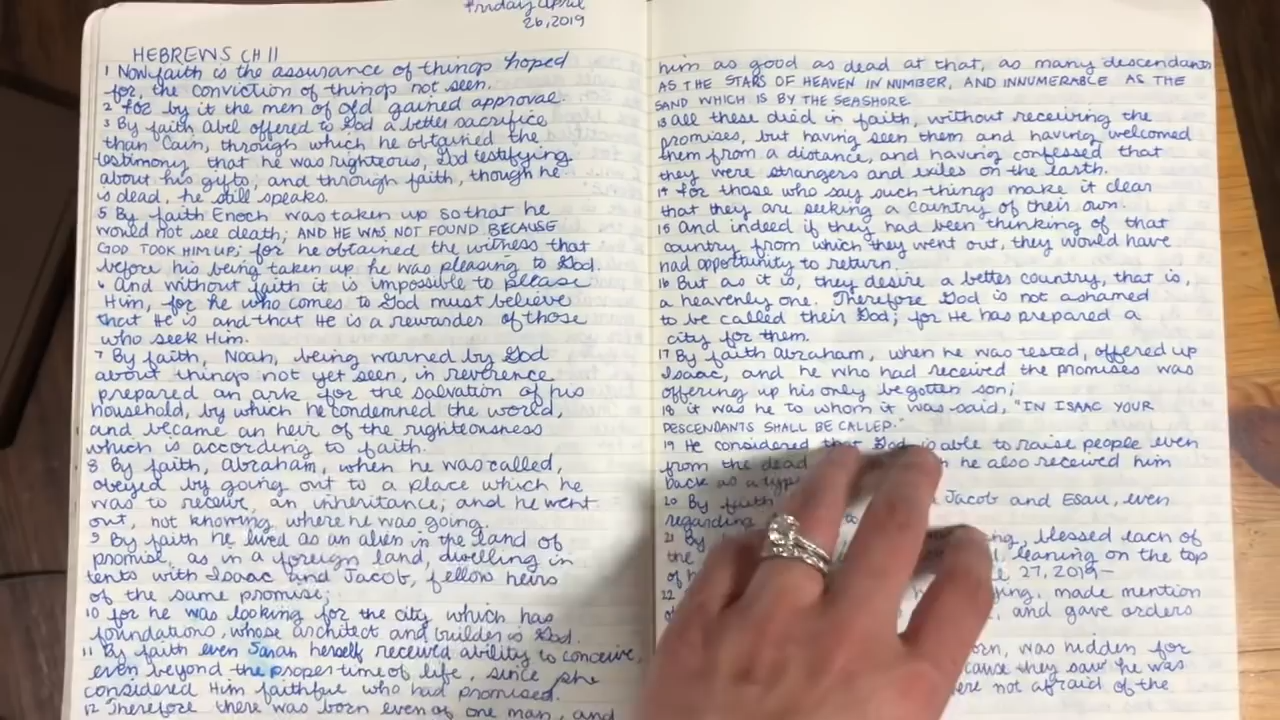 Friday April
26, 2019
HEBREWS CH 11
1 Now faith is the assurance of things hoped
for, the conviction of things not seen.
2 for by it the men of old gained approval.
3 By faith Abel offered to God a better sacrifice
than Cain, through which he obtained the
testimony that he was righteous, God testifying
about his gifts, and through faith, though he
is dead, he still speaks.
5 By faith Enoch was taken up so that he
would not see death; AND HE WAS NOT FOUND BECAUSE
GOD TOOK HIM UP; for he obtained the witness that
before his being taken up he was pleasing to God.
6 And without faith it is impossible to please
Him, for he who comes to God must believe
that He is and that He is a rewarder of those
who seek Him.
7 By faith, Noah, being warned by God
about things not yet seen, in reverence
prepared an ark for the salvation of his
household, by which he condemned the world,
and became an heir of the righteousness
which is according to faith.
8 By faith, Abraham, when he was called,
obeyed by going out to a place which he
was to receive, an inheritance; and he went
out, not knowing where he was going.
9 By faith he lived as an alien in the land of
promise, as in a foreign land, dwelling in
tents with Isaac and Jacob, fellow heirs
of the same promise;
10 for he was looking for the city which has
foundations, whose architect and builder is God.
11 By faith even Sarah herself received ability to conceive,
even beyond the proper time of life, since she
considered Him faithful who had promised.
12 Therefore there was born even of one man, and
him as good as dead at that, as many descendants
AS THE STARS OF HEAVEN IN NUMBER, AND INNUMERABLE AS THE
SAND WHICH IS BY THE SEASHORE
13 All these died in faith, without receiving the
promises, but having seen them and having welcomed
them from a distance, and having confessed that
they were strangers and exiles on the earth.
14 for those who say such things make it clear
that they are seeking a country of their own.
15 And indeed if they had been thinking of that
country from which they went out, they would have
had opportunity to return.
16 But as it is, they desire a better country, that is,
a heavenly one. Therefore God is not ashamed
to be called their God; for He has prepared a
city for them.
17 By faith Abraham, when he was tested, offered up
Isaac, and he who had received the promises was
offering up his only begotten son;
18 it was he to whom it was said, "IN ISAAC YOUR
DESCENDANTS SHALL BE CALLED."
19 He considered that God is able to raise people even
from the dead he also received him
back as a type
20 By faith Jacob and Esau, even
regarding to
21 By blessed each of
the leaning on the top
of 27, 2019-
22 made mention
and gave orders
was hidden for
they saw he was
not afraid of the